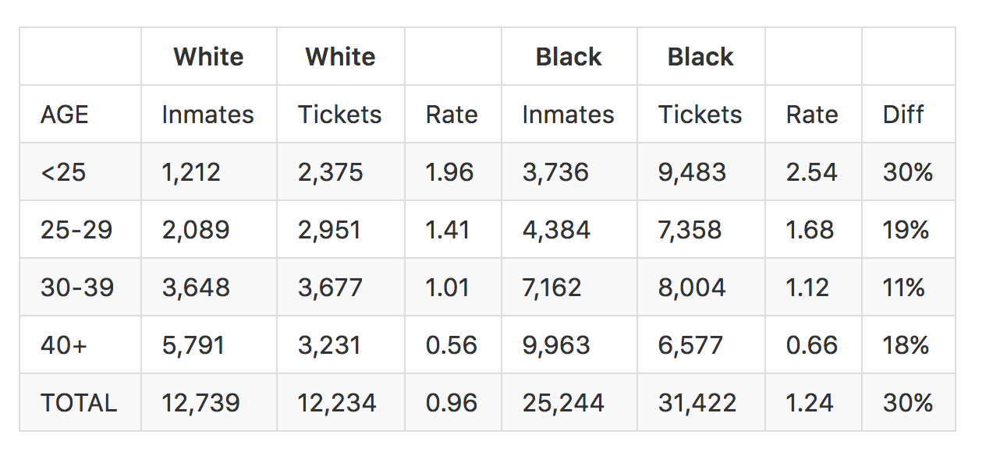 White White Black Black
AGE Inmates Tickets Rate Inmates Tickets Rate Diff
<25 1,212 2,375 1.96 3,736 9,483 2.54 30%
25-29 2,089 2,951 1.41 4,384 7,358 1.68 19%
30-39 3,648 3,677 1.01 7,162 8,004 1.12 11%
40+ 5,791 3,231 0.56 9,963 6,577 0.66 18%
TOTAL 12,739 12,234 0.96 25,244 31,422 1.24 30%